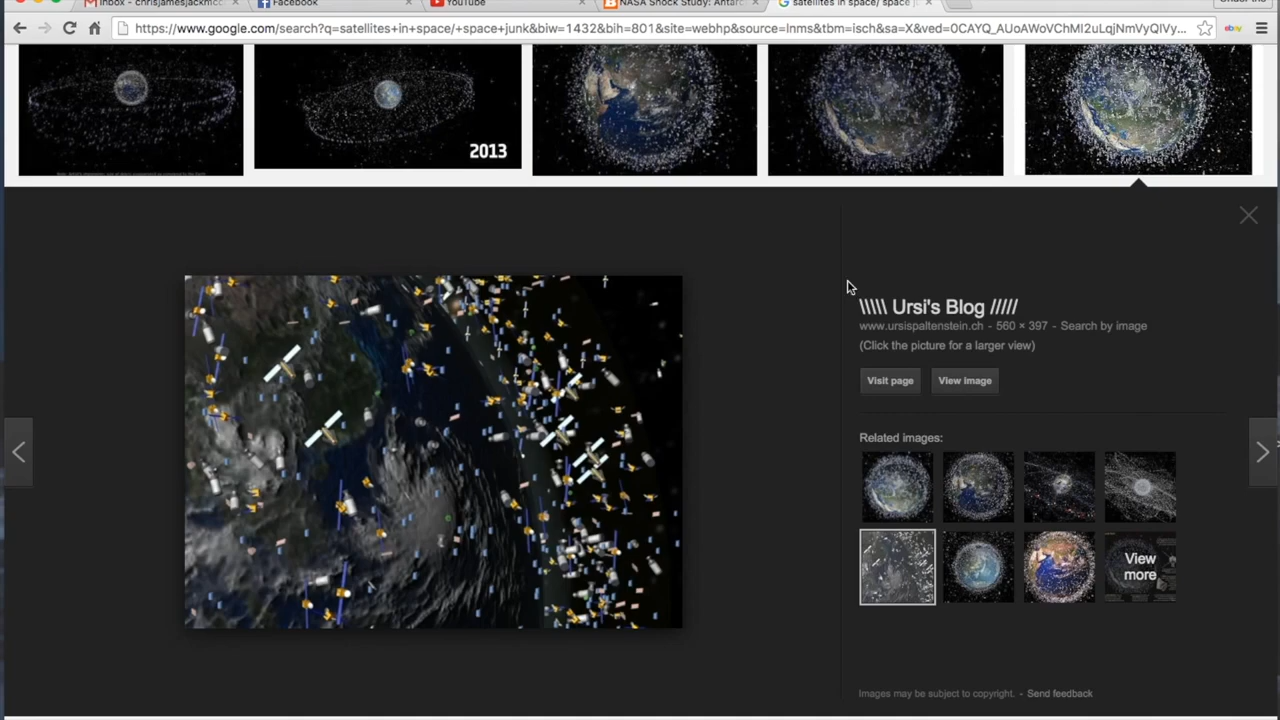 Inbox - chrisjamesjackmcc
Facebook
YouTube
NASA Shock Study: Antarc
satellites in space/ space j
https://www.google.com/search?q=satellites+in+space/+space+junk&biw=1432&bih=801&site=webhp&source=lnms&tbm=isch&sa=X&ved=0CAYQ_AUoAWoVChMI2uLqjNmVyQIVy...
ebay
2013
\\\\\ Ursi's Blog /////
www.ursispaltenstein.ch - 560 × 397 - Search by image
(Click the picture for a larger view)
Visit page
View image
Related images:
View
more
Images may be subject to copyright. - Send feedback